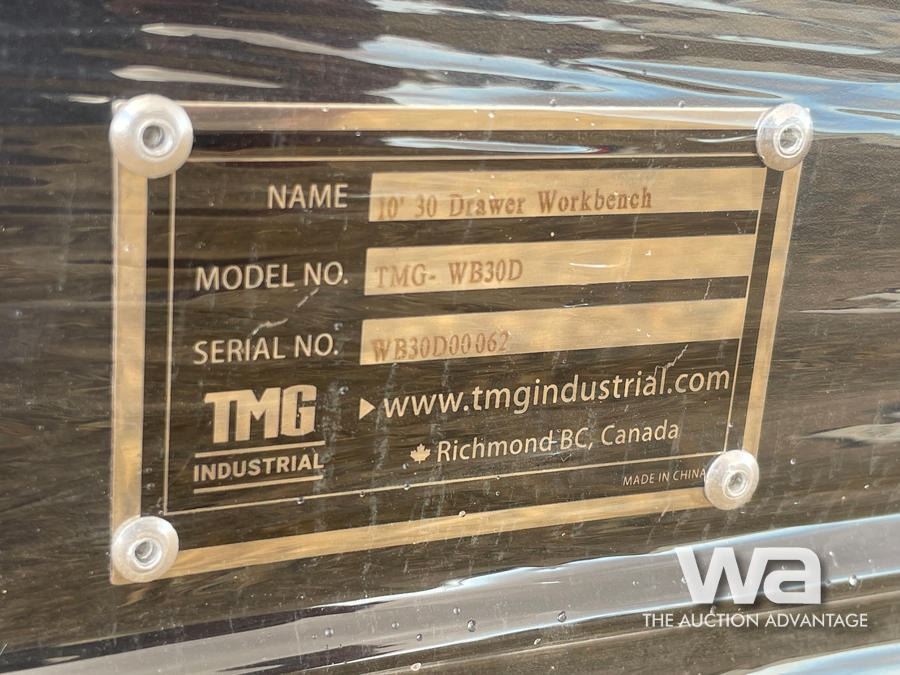 NAME 10' 30 Drawer Workbench
MODEL NO. TMG- WB30D
SERIAL NO. WB30D00062
TMG
INDUSTRIAL
www.tmgindustrial.com
Richmond BC, Canada
MADE IN CHINA
wa
THE AUCTION ADVANTAGE